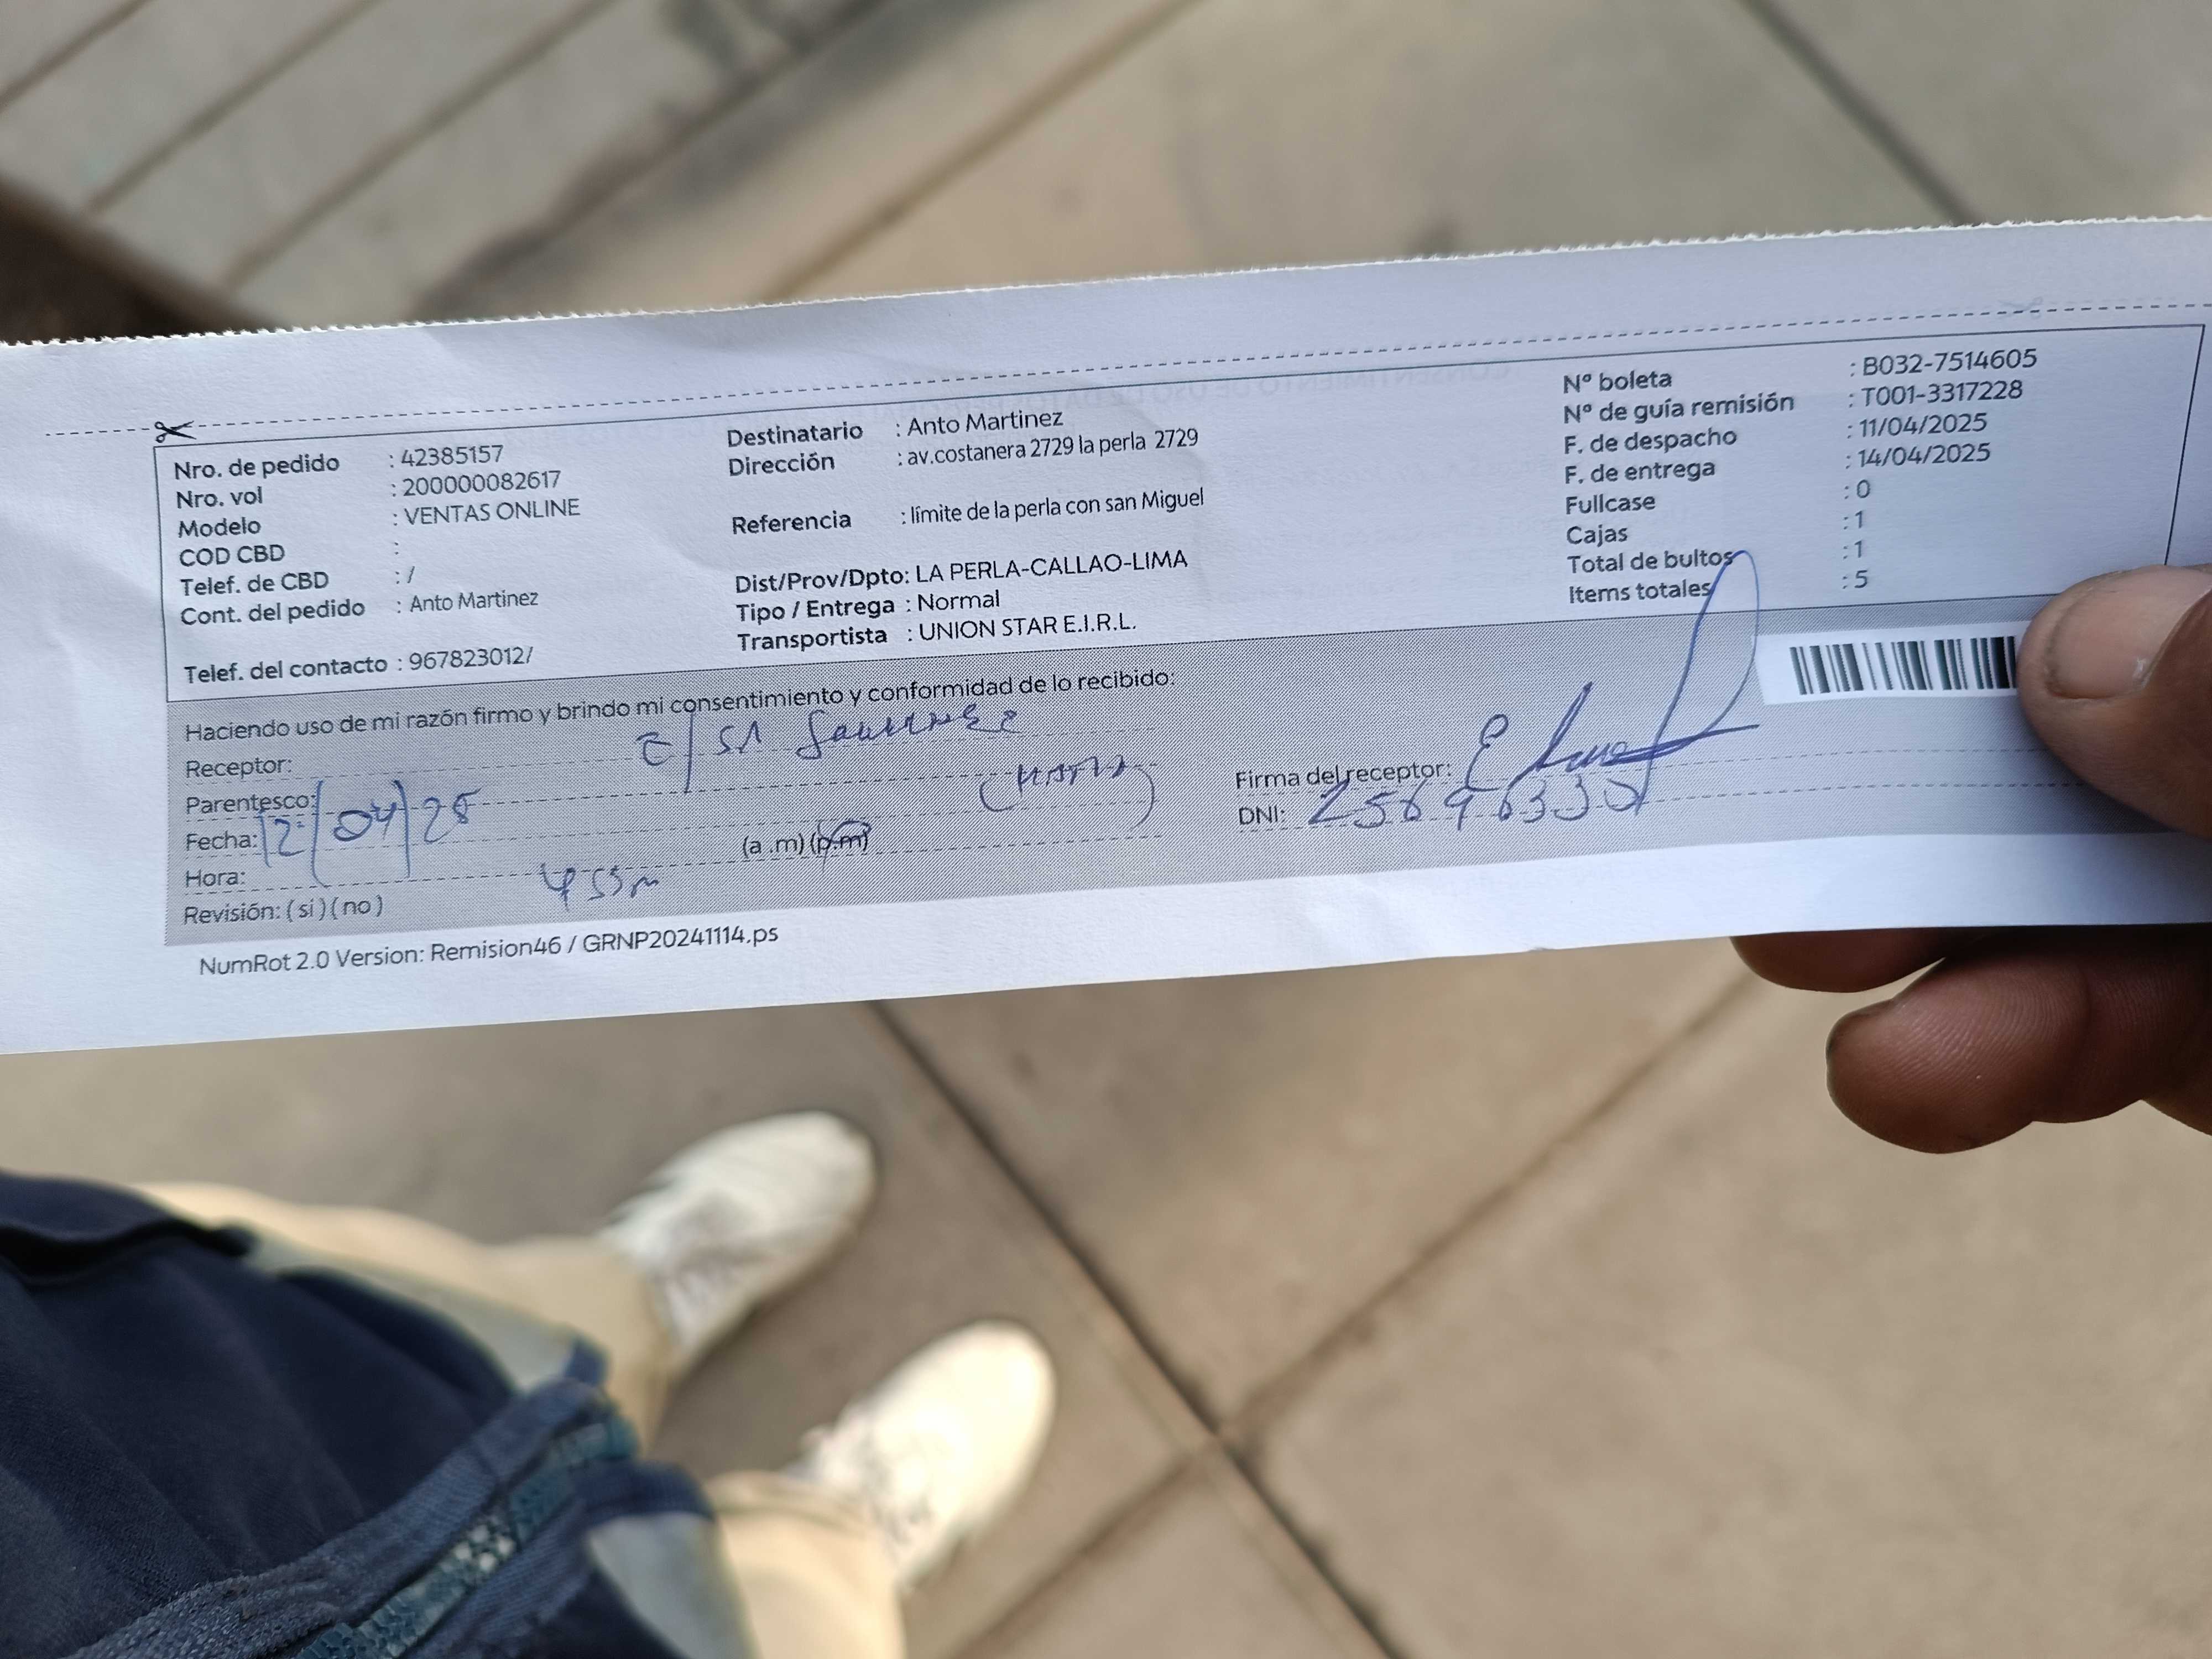 Nro. de pedido : 42385157
Nro. vol : 200000082617
Modelo : VENTAS ONLINE
COD CBD :
Telef. de CBD : /
Cont. del pedido : Anto Martinez
Telef. del contacto : 967823012/
Destinatario : Anto Martinez
Dirección : av.costanera 2729 la perla 2729
Referencia : límite de la perla con san Miguel
Dist/Prov/Dpto: LA PERLA-CALLAO-LIMA
Tipo / Entrega : Normal
Transportista : UNION STAR E.I.R.L.
Nº boleta : B032-7514605
Nº de guía remisión : T001-3317228
F. de despacho : 11/04/2025
F. de entrega : 14/04/2025
Fullcase : 0
Cajas : 1
Total de bultos : 1
Items totales : 5
Haciendo uso de mi razón firmo y brindo mi consentimiento y conformidad de lo recibido:
Receptor:
Parentesco:
Fecha: 12/04/25
Hora: (a .m) (p.m)
Revisión: ( si ) ( no )
Firma del receptor:
DNI:
NumRot 2.0 Version: Remision46 / GRNP20241114.ps